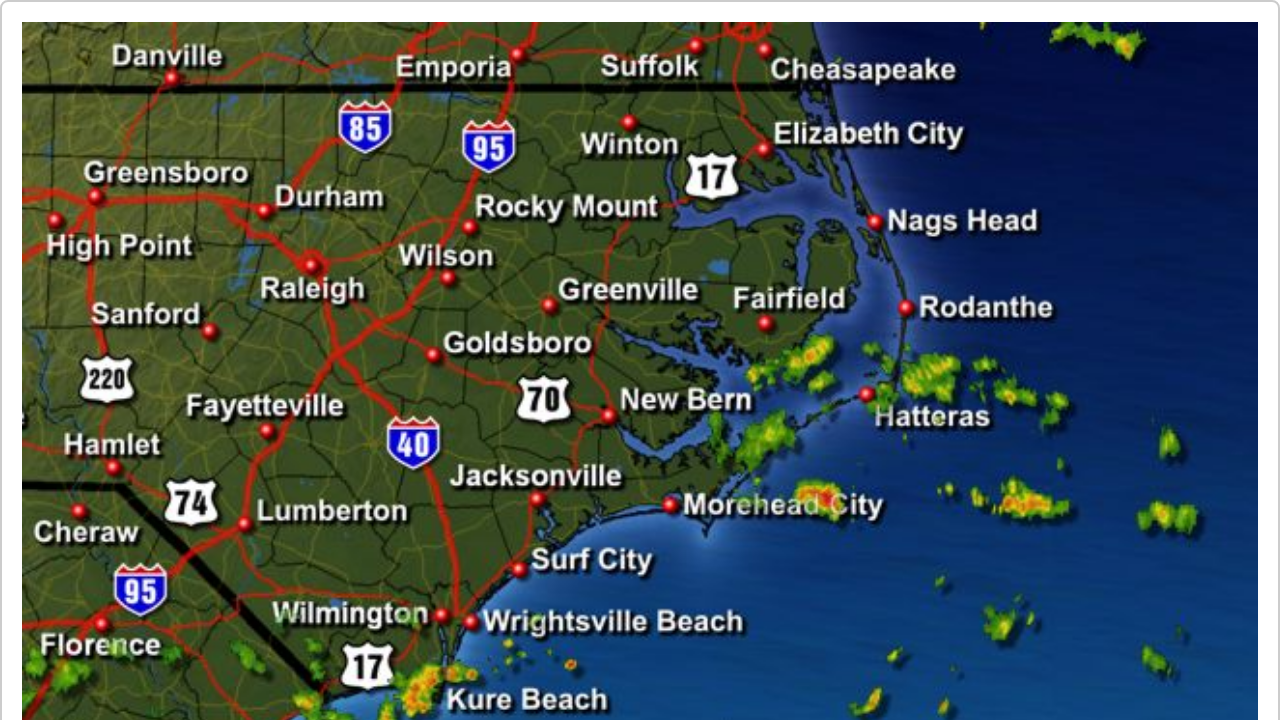 Danville
Emporia
Suffolk
Cheasapeake
85
95
Winton
Elizabeth City
17
Greensboro
Durham
Rocky Mount
Nags Head
High Point
Wilson
Raleigh
Greenville
Fairfield
Rodanthe
Sanford
Goldsboro
220
70
New Bern
Fayetteville
Hatteras
40
Hamlet
Jacksonville
74
Lumberton
Morehead City
Cheraw
Surf City
95
Wilmington
Wrightsville Beach
Florence
17
Kure Beach